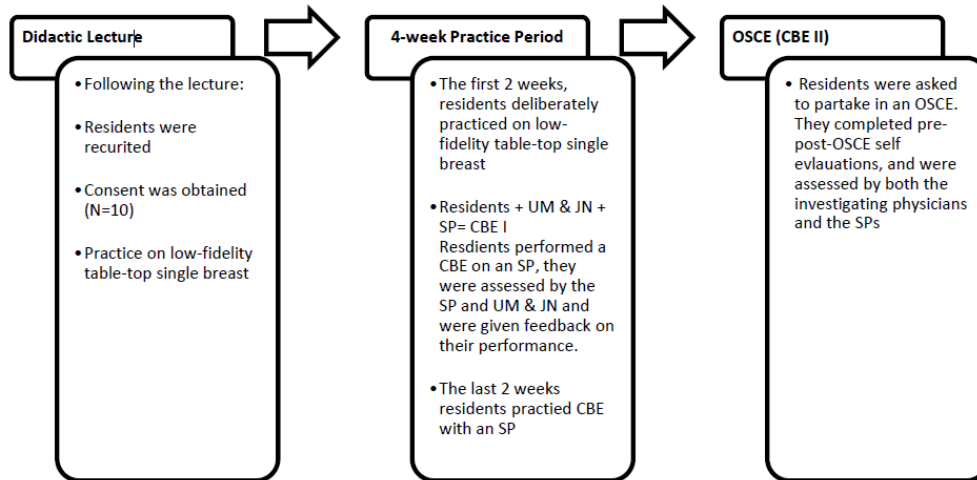 Didactic Lecture
•Following the lecture:
•Residents were
recurited
•Consent was obtained
(N=10)
•Practice on low-fidelity
table-top single breast
4-week Practice Period
•The first 2 weeks,
residents deliberately
practiced on low-
fidelity table-top single
breast
•Residents + UM & JN +
SP= CBE I
Resdients performed a
CBE on an SP, they
were assessed by the
SP and UM & JN and
were given feedback on
their performance.
•The last 2 weeks
residents practied CBE
with an SP
OSCE (CBE II)
• Residents were asked
to partake in an OSCE.
They completed pre-
post-OSCE self
evlauations, and were
assessed by both the
investigating physicians
and the SPs